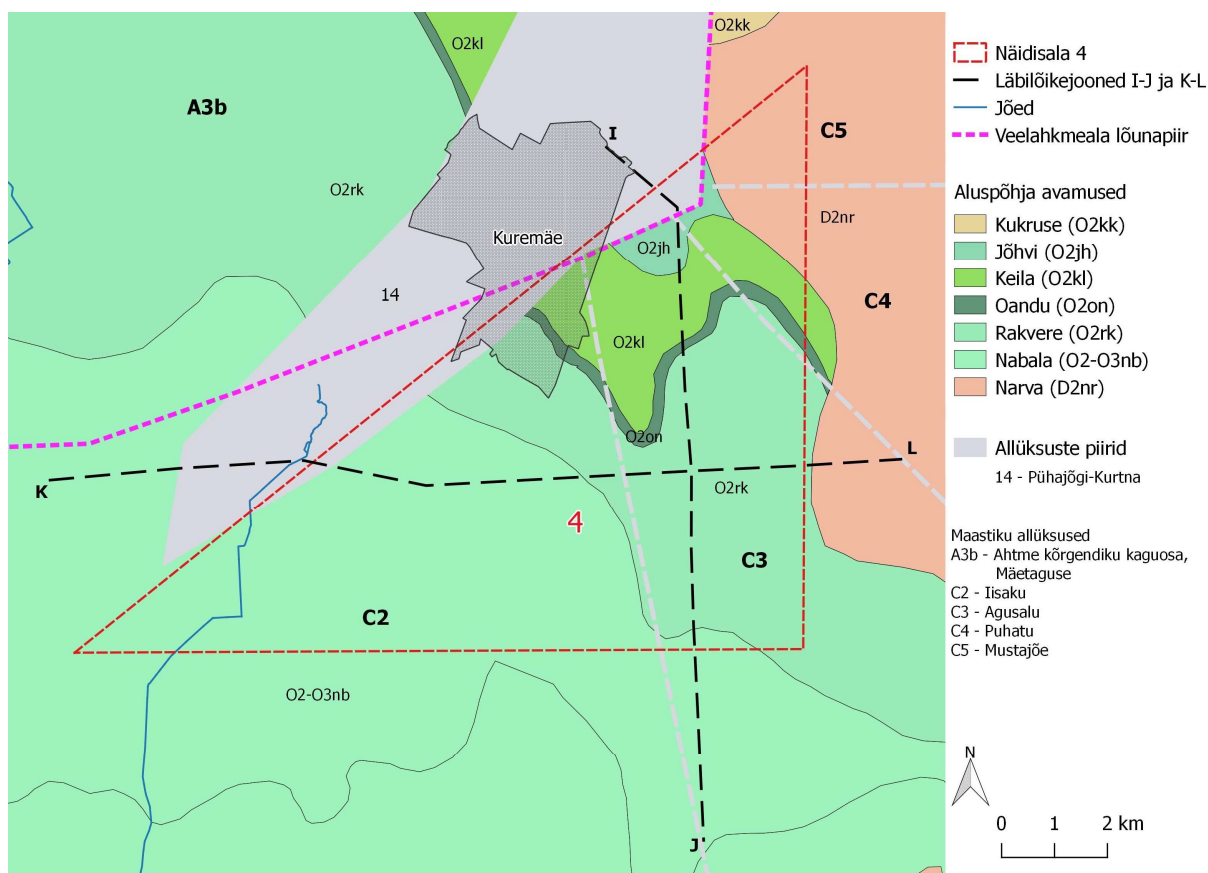 O2kk
O2kl
A3b
I
C5
O2rk
D2nr
Kuremäe
O2jh
14
C4
O2kl
O2on
K
L
O2rk
4
C3
C2
O2-O3nb
J
Näidisala 4
Läbilõikejooned I-J ja K-L
Jõed
Veelahkmeala lõunapiir
Aluspõhja avamused
Kukruse (O2kk)
Jõhvi (O2jh)
Keila (O2kl)
Oandu (O2on)
Rakvere (O2rk)
Nabala (O2-O3nb)
Narva (D2nr)
Allüksuste piirid
14 - Pühajõgi-Kurtna
Maastiku allüksused
A3b - Ahtme kõrgendiku kaguosa,
Mäetaguse
C2 - Iisaku
C3 - Agusalu
C4 - Puhatu
C5 - Mustajõe
N
0 1 2 km